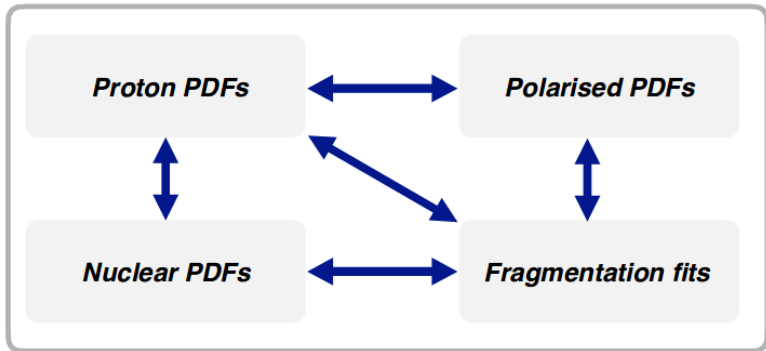 Proton PDFs
Polarised PDFs
Nuclear PDFs
Fragmentation fits